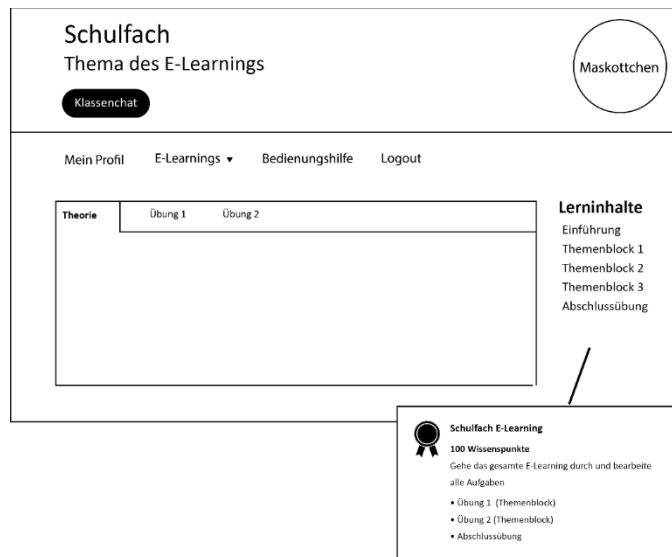 Schulfach
Thema des E-Learnings
Klassenchat
Maskottchen
Mein Profil E-Learnings ▼ Bedienungshilfe Logout
Theorie Übung 1 Übung 2
Lerninhalte
Einführung
Themenblock 1
Themenblock 2
Themenblock 3
Abschlussübung
Schulfach E-Learning
100 Wissenspunkte
Gehe das gesamte E-Learning durch und bearbeite
alle Aufgaben
• Übung 1 (Themenblock)
• Übung 2 (Themenblock)
• Abschlussübung